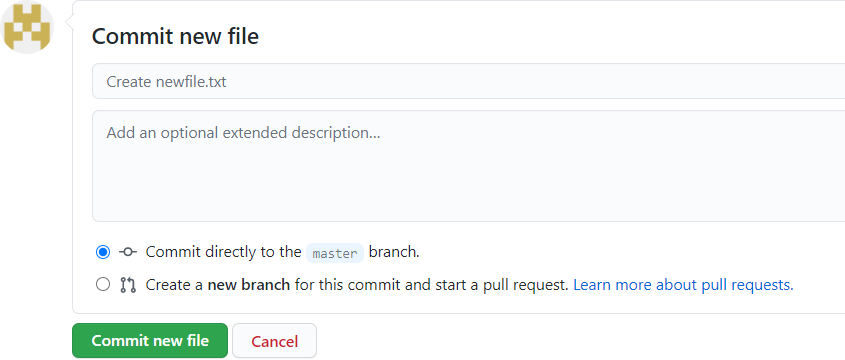 Commit new file
Create newfile.txt
Add an optional extended description...
Commit directly to the master branch.
Create a new branch for this commit and start a pull request. Learn more about pull requests.
Commit new file Cancel